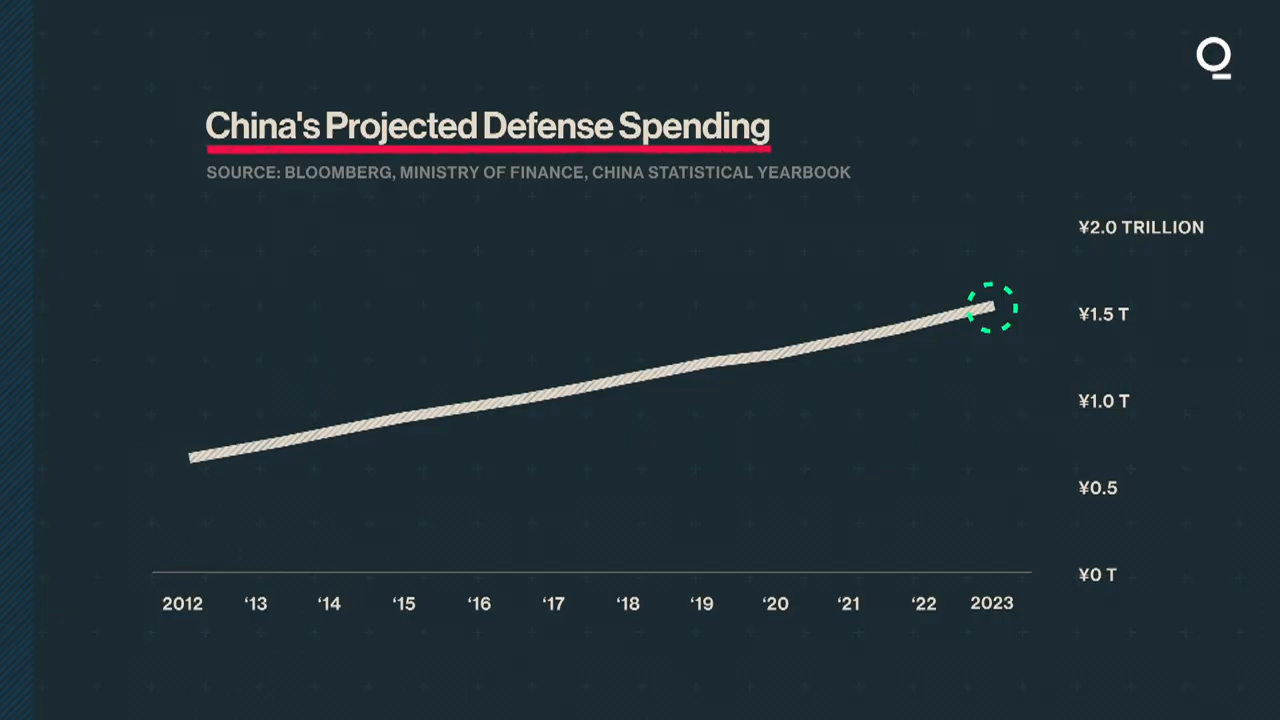 China's Projected Defense Spending
SOURCE: BLOOMBERG, MINISTRY OF FINANCE, CHINA STATISTICAL YEARBOOK
¥2.0 TRILLION
¥1.5 T
¥1.0 T
¥0.5
¥0 T
2012 ‘13 ‘14 ‘15 ‘16 ‘17 ‘18 ‘19 ‘20 ‘21 ‘22 2023